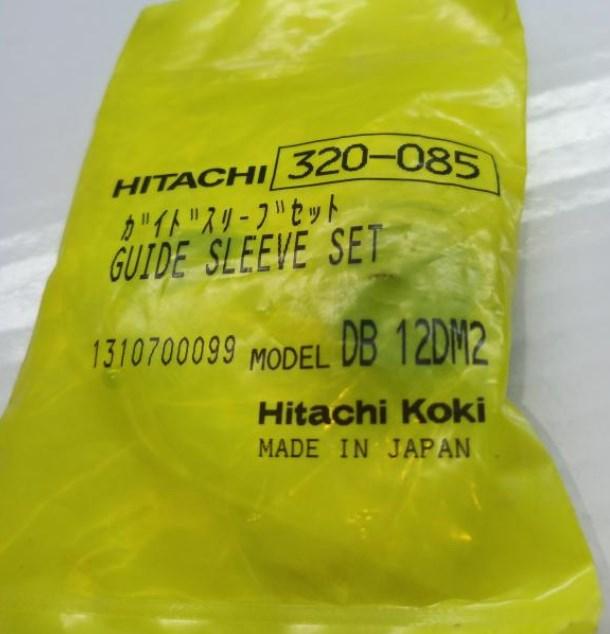 HITACHI 320-085
ｶﾞｲﾄﾞｽﾘｰﾌﾞｾｯﾄ
GUIDE SLEEVE SET
1310700099 MODEL DB 12DM2
Hitachi Koki
MADE IN JAPAN